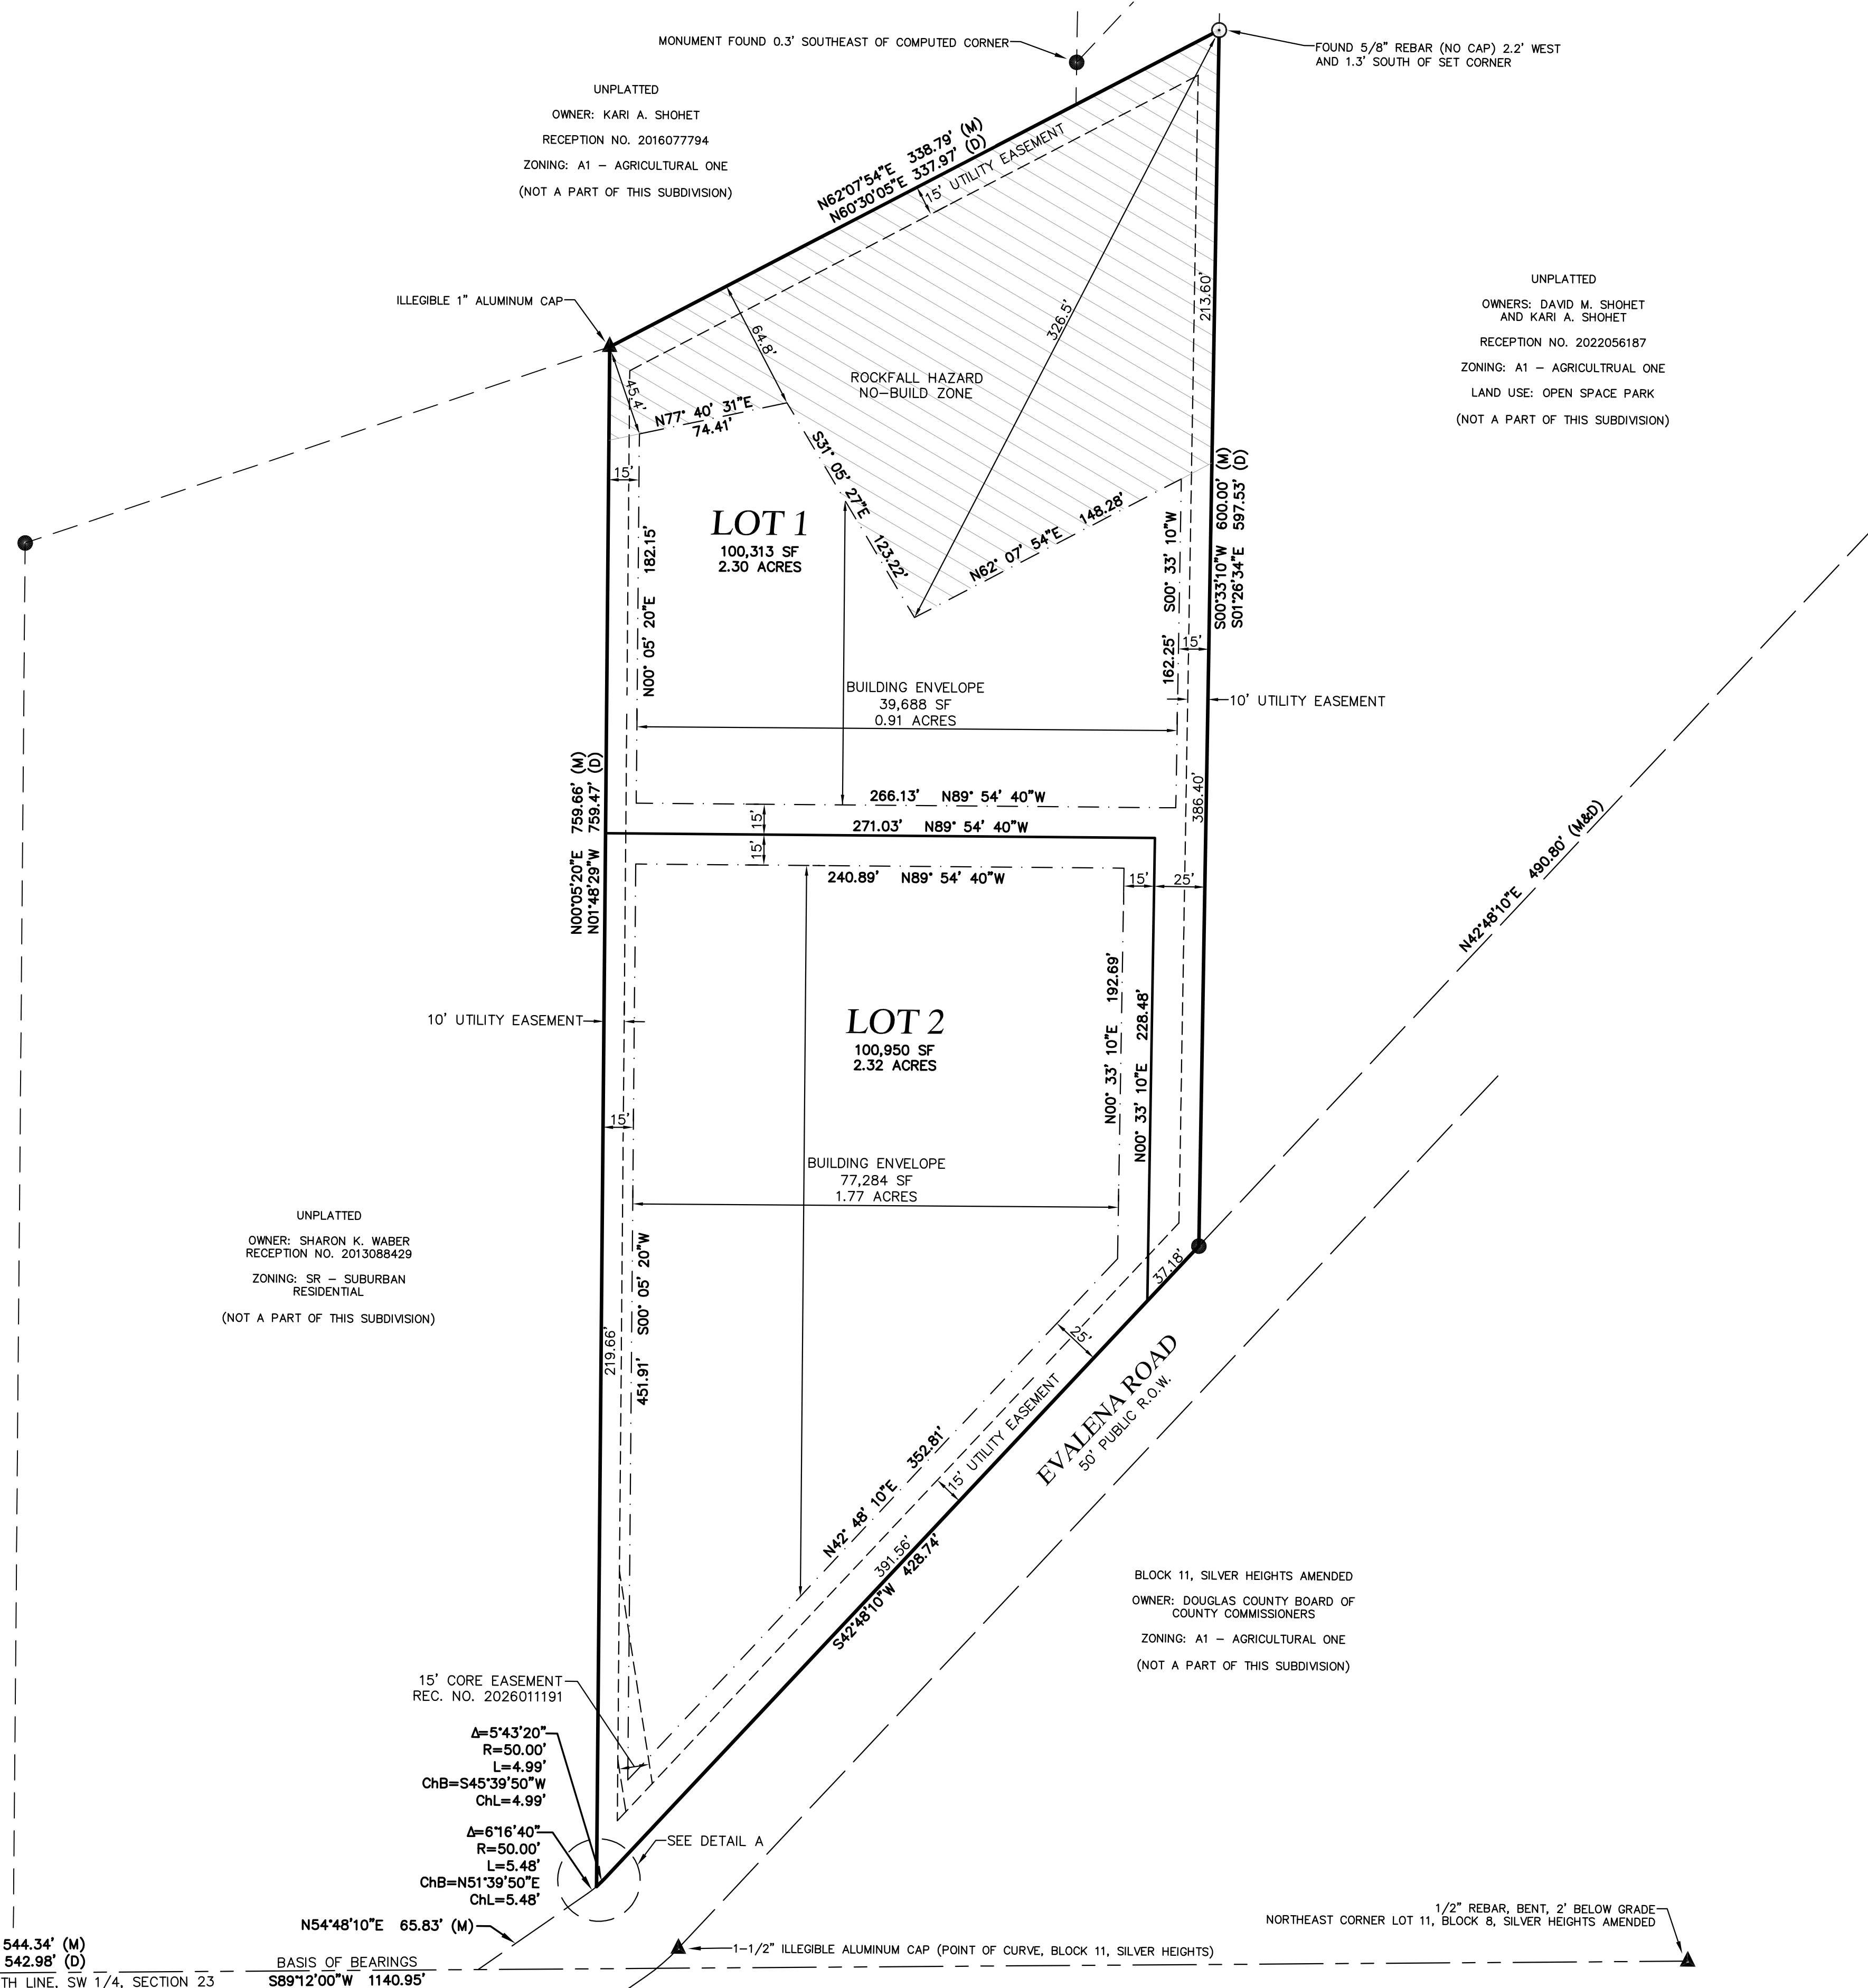 MONUMENT FOUND 0.3' SOUTHEAST OF COMPUTED CORNER
FOUND 5/8" REBAR (NO CAP) 2.2' WEST
AND 1.3' SOUTH OF SET CORNER
UNPLATTED
OWNER: KARI A. SHOHET
RECEPTION NO. 2016077794
ZONING: A1 – AGRICULTURAL ONE
(NOT A PART OF THIS SUBDIVISION)
N62°07'54"E 338.79' (M)
N60°30'05"E 337.97' (D)
15' UTILITY EASEMENT
ILLEGIBLE 1" ALUMINUM CAP
UNPLATTED
OWNERS: DAVID M. SHOHET
AND KARI A. SHOHET
RECEPTION NO. 2022056187
ZONING: A1 – AGRICULTRUAL ONE
LAND USE: OPEN SPACE PARK
(NOT A PART OF THIS SUBDIVISION)
213.60'
326.5'
64.8'
45.4'
ROCKFALL HAZARD
NO–BUILD ZONE
N77° 40' 31"E
74.41'
S31° 05' 27"E
123.22'
N62° 07' 54"E 148.28'
15'
LOT 1
100,313 SF
2.30 ACRES
N00° 05' 20"E 182.15'
162.25' S00° 33' 10"W
S00°33'10"W 600.00' (M)
S01°26'34"E 597.53' (D)
15'
10' UTILITY EASEMENT
BUILDING ENVELOPE
39,688 SF
0.91 ACRES
N00°05'20"E 759.66' (M)
N01°48'29"W 759.47' (D)
386.40'
266.13' N89° 54' 40"W
15'
271.03' N89° 54' 40"W
15'
240.89' N89° 54' 40"W
15'
25'
N42°48'10"E 490.80' (M&D)
10' UTILITY EASEMENT
LOT 2
100,950 SF
2.32 ACRES
N00° 33' 10"E 192.69'
N00° 33' 10"E 228.48'
15'
BUILDING ENVELOPE
77,284 SF
1.77 ACRES
UNPLATTED
OWNER: SHARON K. WABER
RECEPTION NO. 2013088429
ZONING: SR – SUBURBAN
RESIDENTIAL
(NOT A PART OF THIS SUBDIVISION)
219.66'
451.91' S00° 05' 20"W
37.18'
25'
EVALENA ROAD
50' PUBLIC R.O.W.
N42° 48' 10"E 352.81'
15' UTILITY EASEMENT
391.56'
S42°48'10"W 428.74'
BLOCK 11, SILVER HEIGHTS AMENDED
OWNER: DOUGLAS COUNTY BOARD OF
COUNTY COMMISSIONERS
ZONING: A1 – AGRICULTURAL ONE
(NOT A PART OF THIS SUBDIVISION)
15' CORE EASEMENT
REC. NO. 2026011191
Δ=5°43'20"
R=50.00'
L=4.99'
ChB=S45°39'50"W
ChL=4.99'
Δ=6°16'40"
R=50.00'
L=5.48'
ChB=N51°39'50"E
ChL=5.48'
SEE DETAIL A
N54°48'10"E 65.83' (M)
1/2" REBAR, BENT, 2' BELOW GRADE
NORTHEAST CORNER LOT 11, BLOCK 8, SILVER HEIGHTS AMENDED
1-1/2" ILLEGIBLE ALUMINUM CAP (POINT OF CURVE, BLOCK 11, SILVER HEIGHTS)
544.34' (M)
542.98' (D)
TH LINE, SW 1/4, SECTION 23
BASIS OF BEARINGS
S89°12'00"W 1140.95'